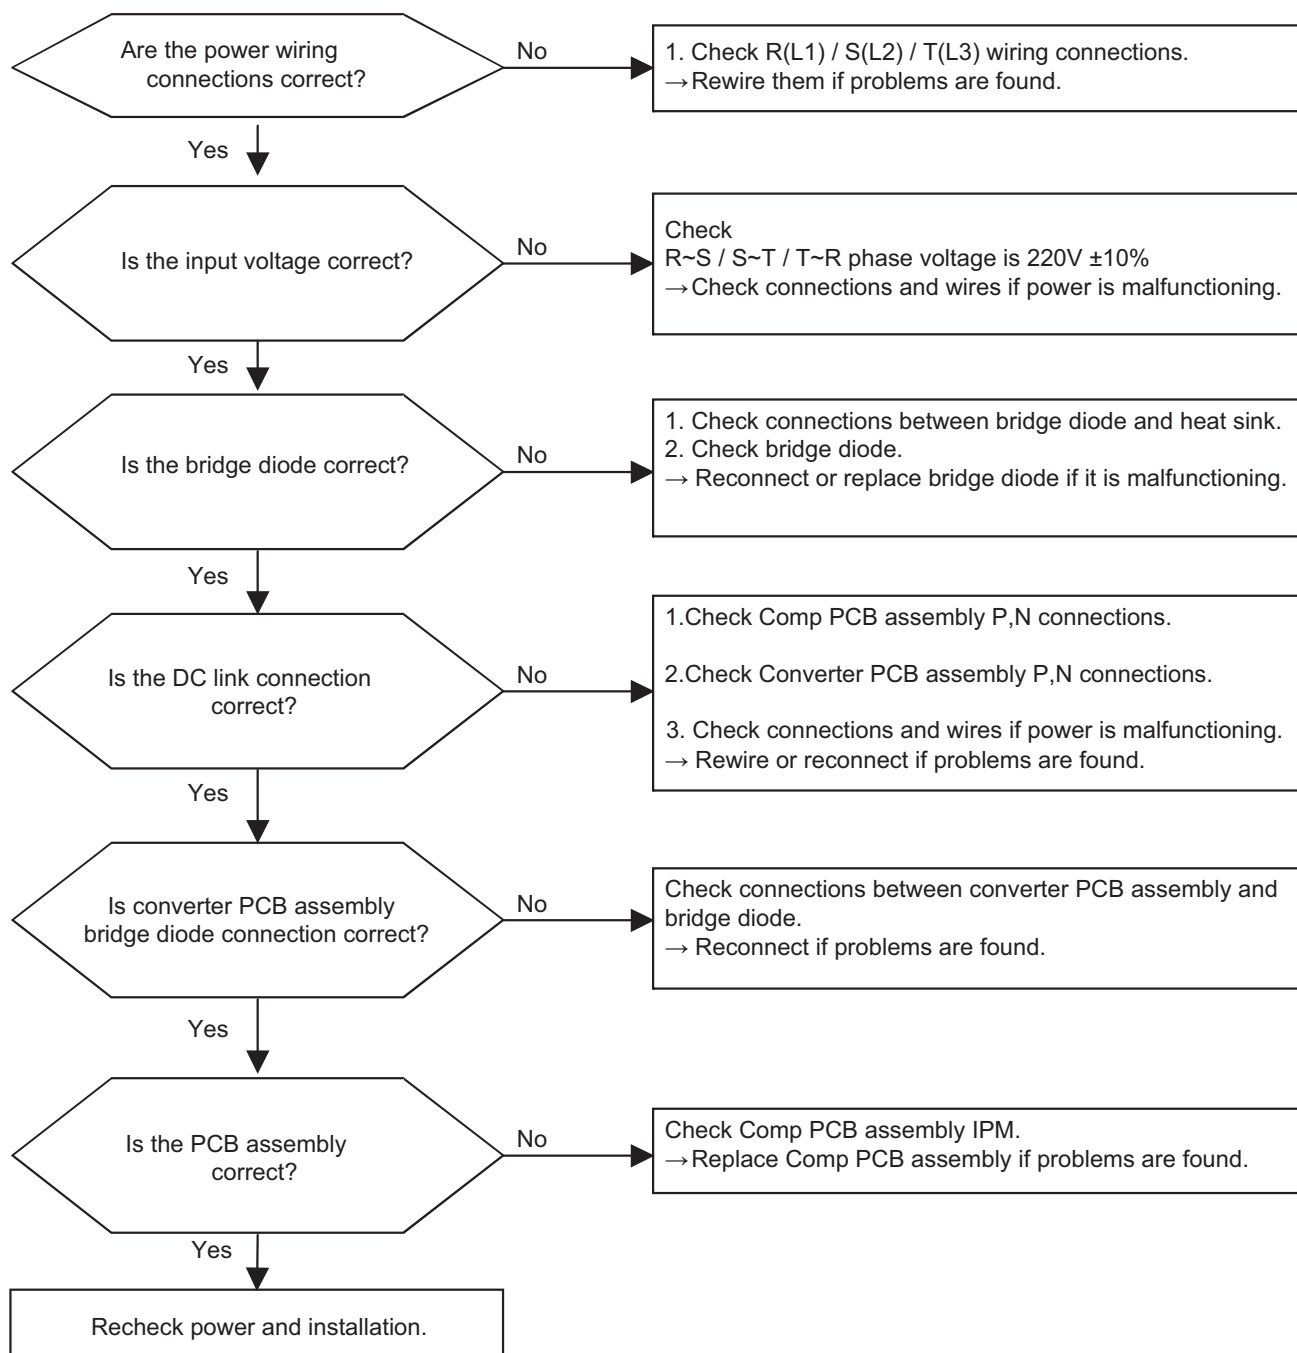 Are the power wiring
connections correct?
No
1. Check R(L1) / S(L2) / T(L3) wiring connections.
→ Rewire them if problems are found.
Yes
Is the input voltage correct?
No
Check
R~S / S~T / T~R phase voltage is 220V ±10%
→ Check connections and wires if power is malfunctioning.
Yes
Is the bridge diode correct?
No
1. Check connections between bridge diode and heat sink.
2. Check bridge diode.
→ Reconnect or replace bridge diode if it is malfunctioning.
Yes
Is the DC link connection
correct?
No
1.Check Comp PCB assembly P,N connections.
2.Check Converter PCB assembly P,N connections.
3. Check connections and wires if power is malfunctioning.
→ Rewire or reconnect if problems are found.
Yes
Is converter PCB assembly
bridge diode connection correct?
No
Check connections between converter PCB assembly and
bridge diode.
→ Reconnect if problems are found.
Yes
Is the PCB assembly
correct?
No
Check Comp PCB assembly IPM.
→ Replace Comp PCB assembly if problems are found.
Yes
Recheck power and installation.